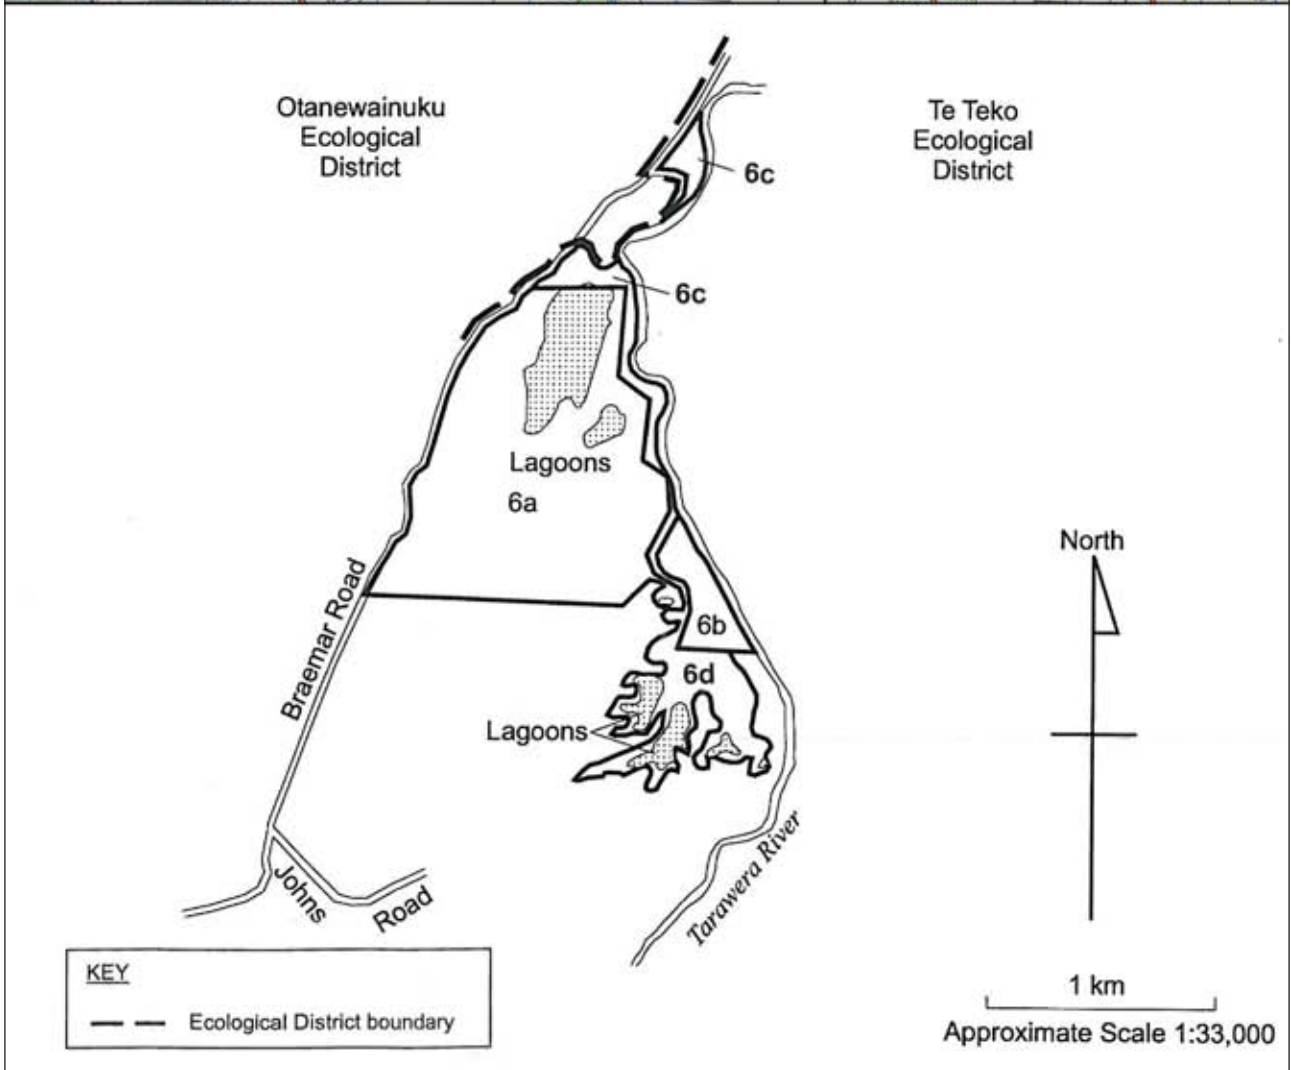 Otanewainuku
Ecological
District
Te Teko
Ecological
District
6c
6c
Lagoons
6a
North
Braemar Road
6b
6d
Lagoons
Tarawera River
Johns Road
KEY
Ecological District boundary
1 km
Approximate Scale 1:33,000